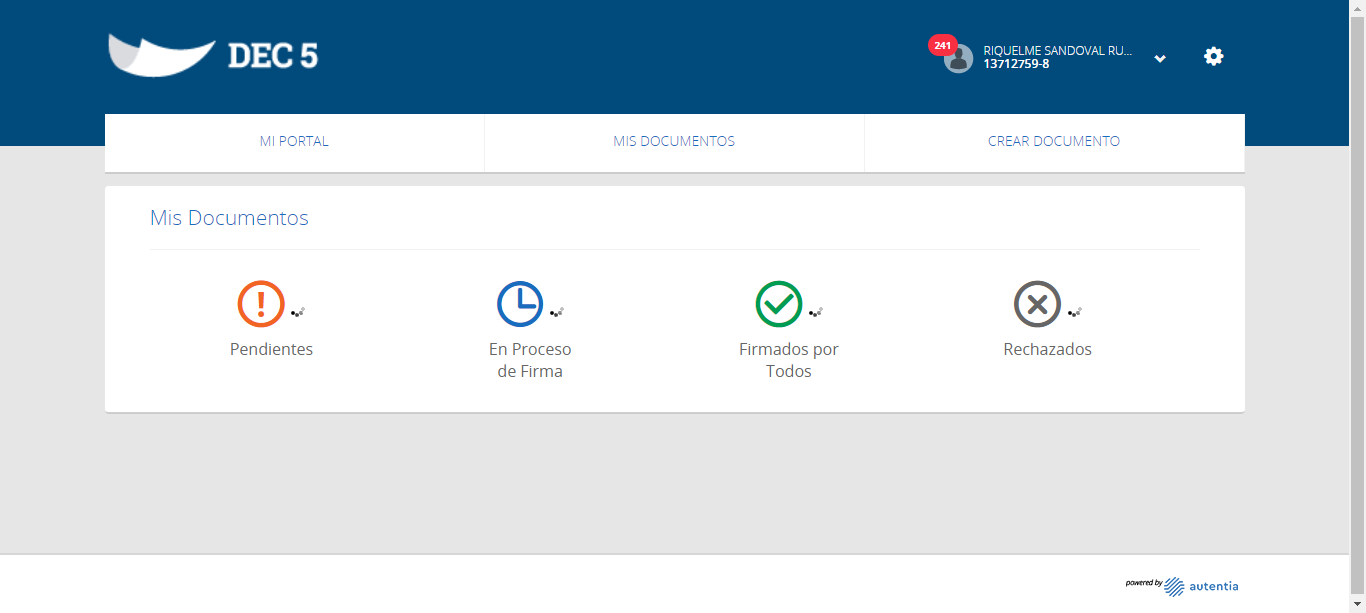 DEC 5
241
RIQUELME SANDOVAL RU...
13712759-8
MI PORTAL
MIS DOCUMENTOS
CREAR DOCUMENTO
Mis Documentos
Pendientes
En Proceso
de Firma
Firmados por
Todos
Rechazados
powered by autentia